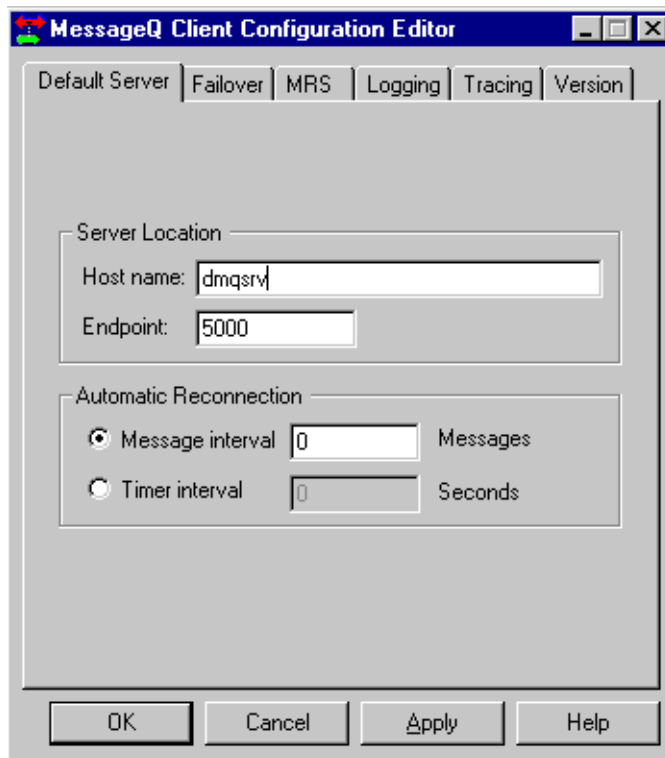 MessageQ Client Configuration Editor
Default Server Failover MRS Logging Tracing Version
Server Location
Host name: dmqsrv
Endpoint: 5000
Automatic Reconnection
Message interval 0 Messages
Timer interval 0 Seconds
OK Cancel Apply Help